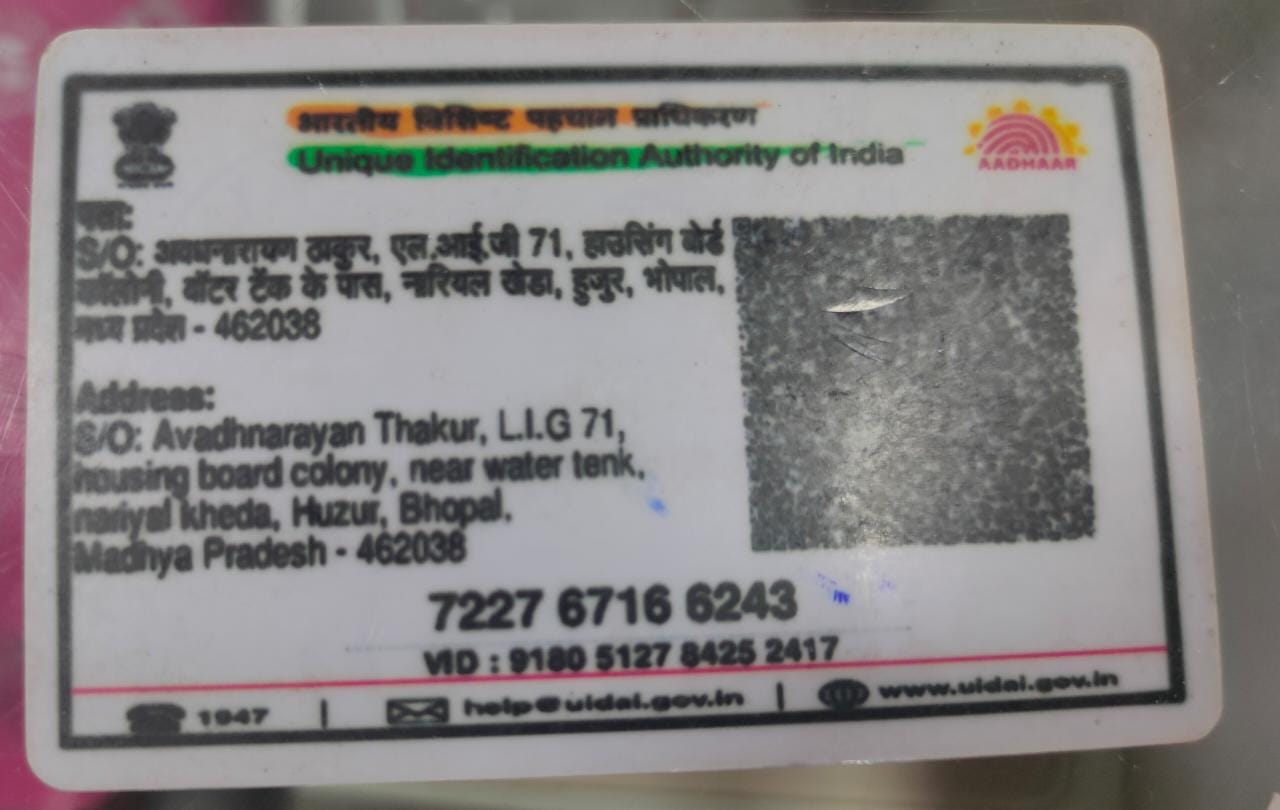 भारतीय विशिष्ट पहचान प्राधिकरण
Unique Identification Authority of India
AADHAAR
पता:
S/O: अवधनारायण ठाकुर, एल.आई.जी 71, हाउसिंग बोर्ड
कॉलोनी, वॉटर टेंक के पास, नारियल खेडा, हुजुर, भोपाल,
मध्य प्रदेश - 462038
Address:
S/O: Avadhnarayan Thakur, L.I.G 71,
housing board colony, near water tenk,
nariyal kheda, Huzur, Bhopal,
Madhya Pradesh - 462038
7227 6716 6243
VID : 9180 5127 8425 2417
1947 | help@uidai.gov.in | www.uidai.gov.in